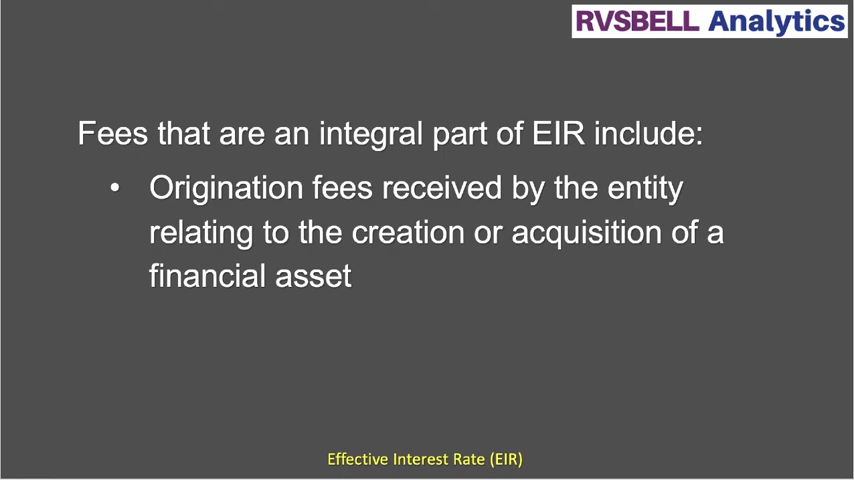 RVSBELL Analytics
Fees that are an integral part of EIR include:
• Origination fees received by the entity
relating to the creation or acquisition of a
financial asset
Effective Interest Rate (EIR)